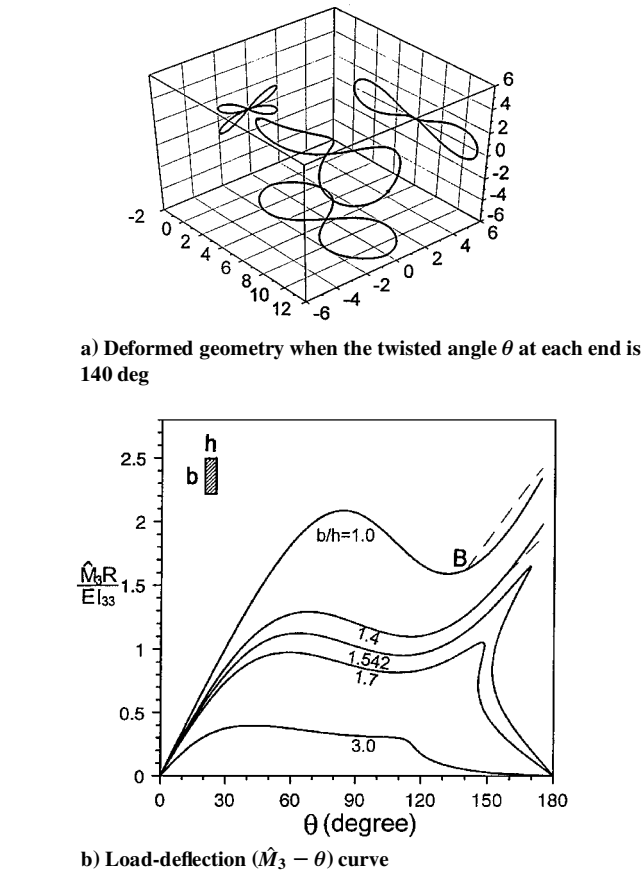 6
4
2
0
-2
-4
-6
-2
0
2
4
6
8
10
12
-6
-4
-2
0
2
4
6
a) Deformed geometry when the twisted angle θ at each end is
140 deg
h
b
2.5
2
1.5
1
0.5
0
M̂₃R
EI₃₃
b/h=1.0
B
1.4
1.542
1.7
3.0
0 30 60 90 120 150 180
θ (degree)
b) Load-deflection (M̂₃ − θ) curve